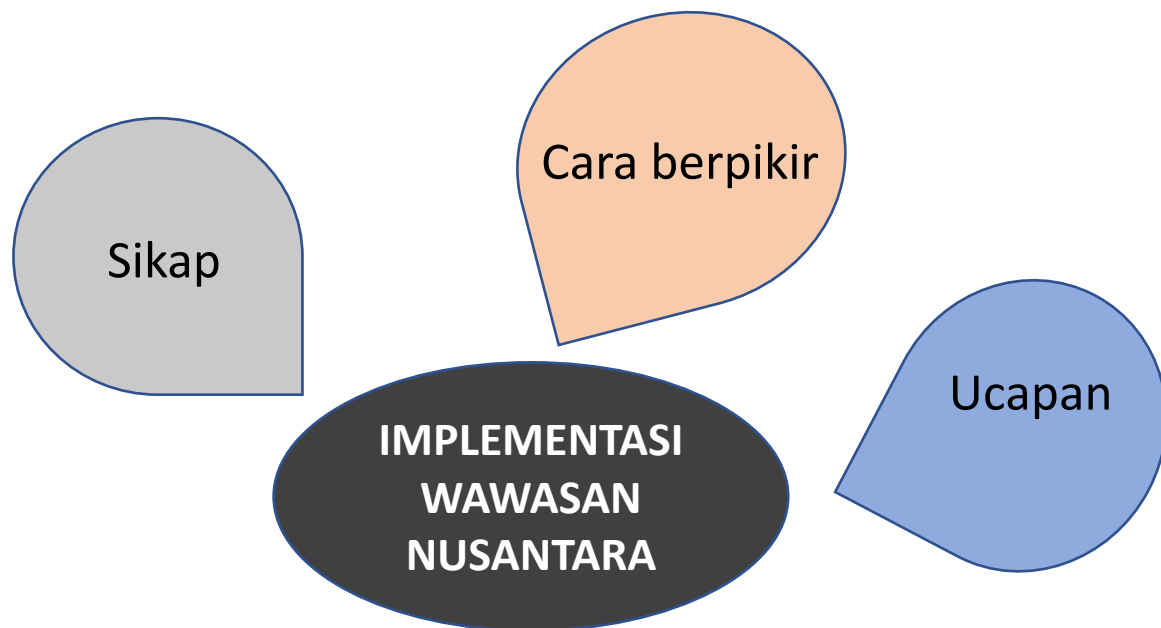 Cara berpikir
Sikap
Ucapan
IMPLEMENTASI
WAWASAN
NUSANTARA